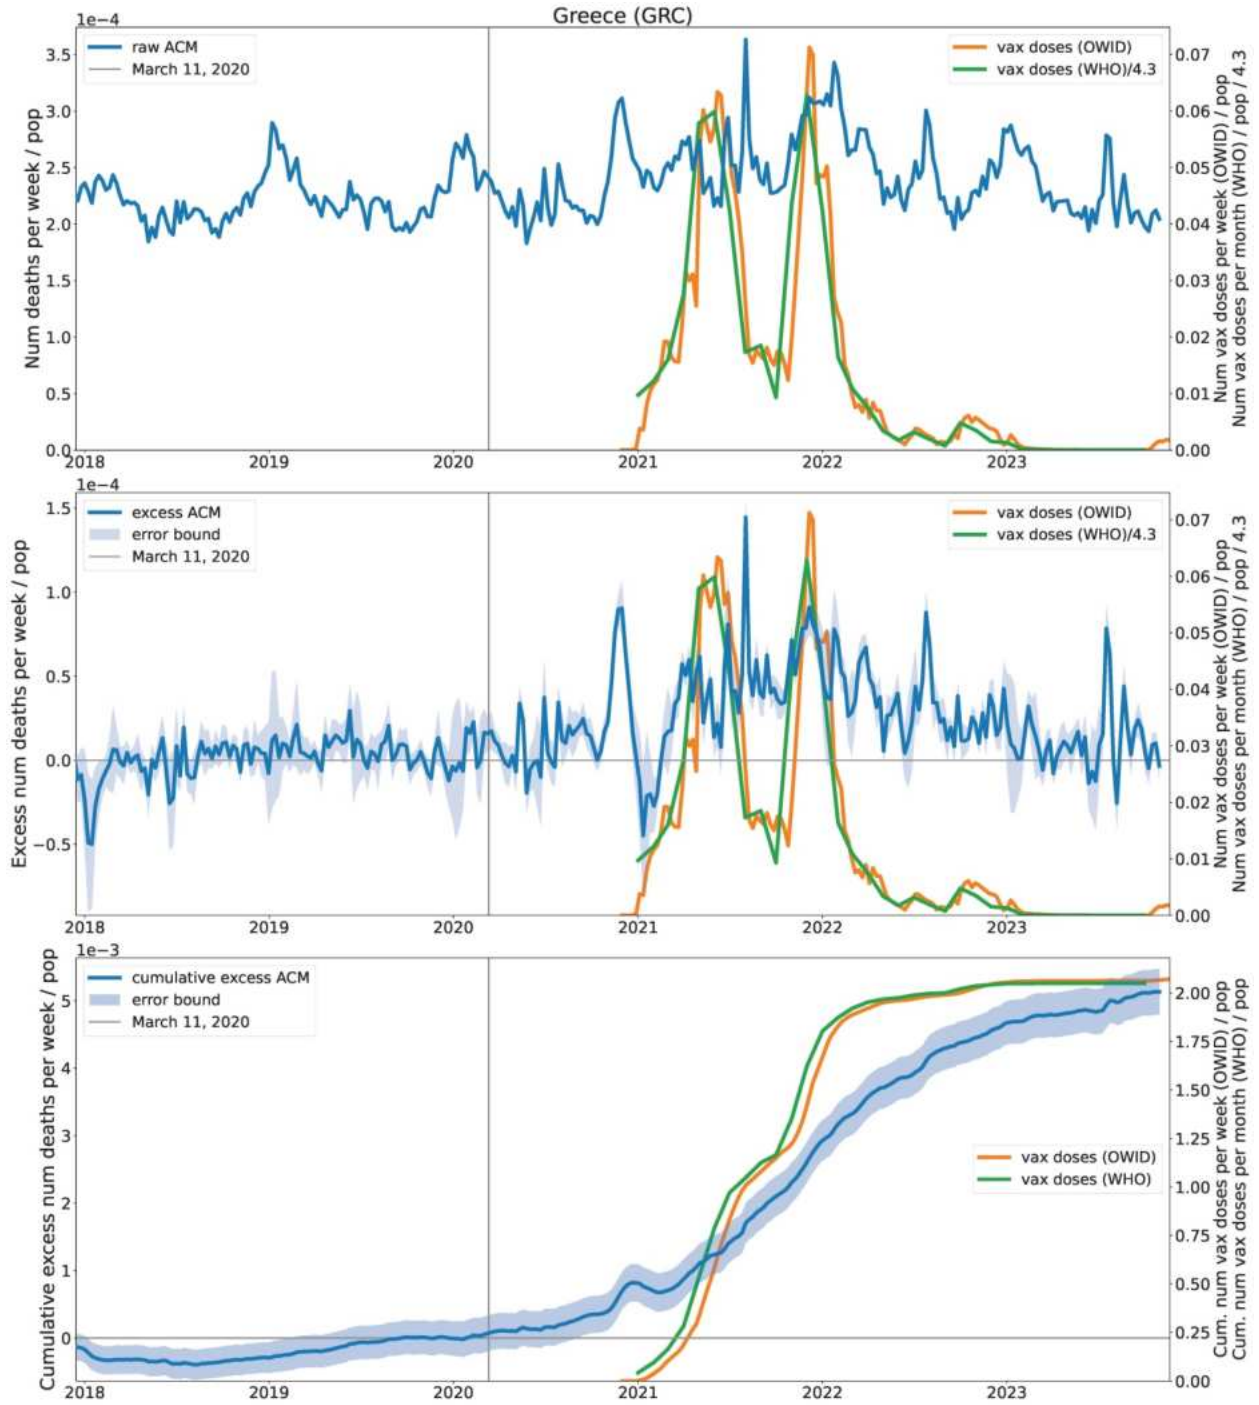 Greece (GRC)
1e−4
raw ACM
March 11, 2020
vax doses (OWID)
vax doses (WHO)/4.3
3.5
3.0
2.5
2.0
1.5
1.0
0.5
0.0
Num deaths per week / pop
0.07
0.06
0.05
0.04
0.03
0.02
0.01
0.00
Num vax doses per week (OWID) / pop
Num vax doses per month (WHO) / pop / 4.3
2018 2019 2020 2021 2022 2023
1e−4
excess ACM
error bound
March 11, 2020
vax doses (OWID)
vax doses (WHO)/4.3
1.5
1.0
0.5
0.0
−0.5
Excess num deaths per week / pop
0.07
0.06
0.05
0.04
0.03
0.02
0.01
0.00
Num vax doses per week (OWID) / pop
Num vax doses per month (WHO) / pop / 4.3
2018 2019 2020 2021 2022 2023
1e−3
cumulative excess ACM
error bound
March 11, 2020
5
4
3
2
1
0
Cumulative excess num deaths per week / pop
vax doses (OWID)
vax doses (WHO)
2.00
1.75
1.50
1.25
1.00
0.75
0.50
0.25
0.00
Cum. num vax doses per week (OWID) / pop
Cum. num vax doses per month (WHO) / pop
2018 2019 2020 2021 2022 2023